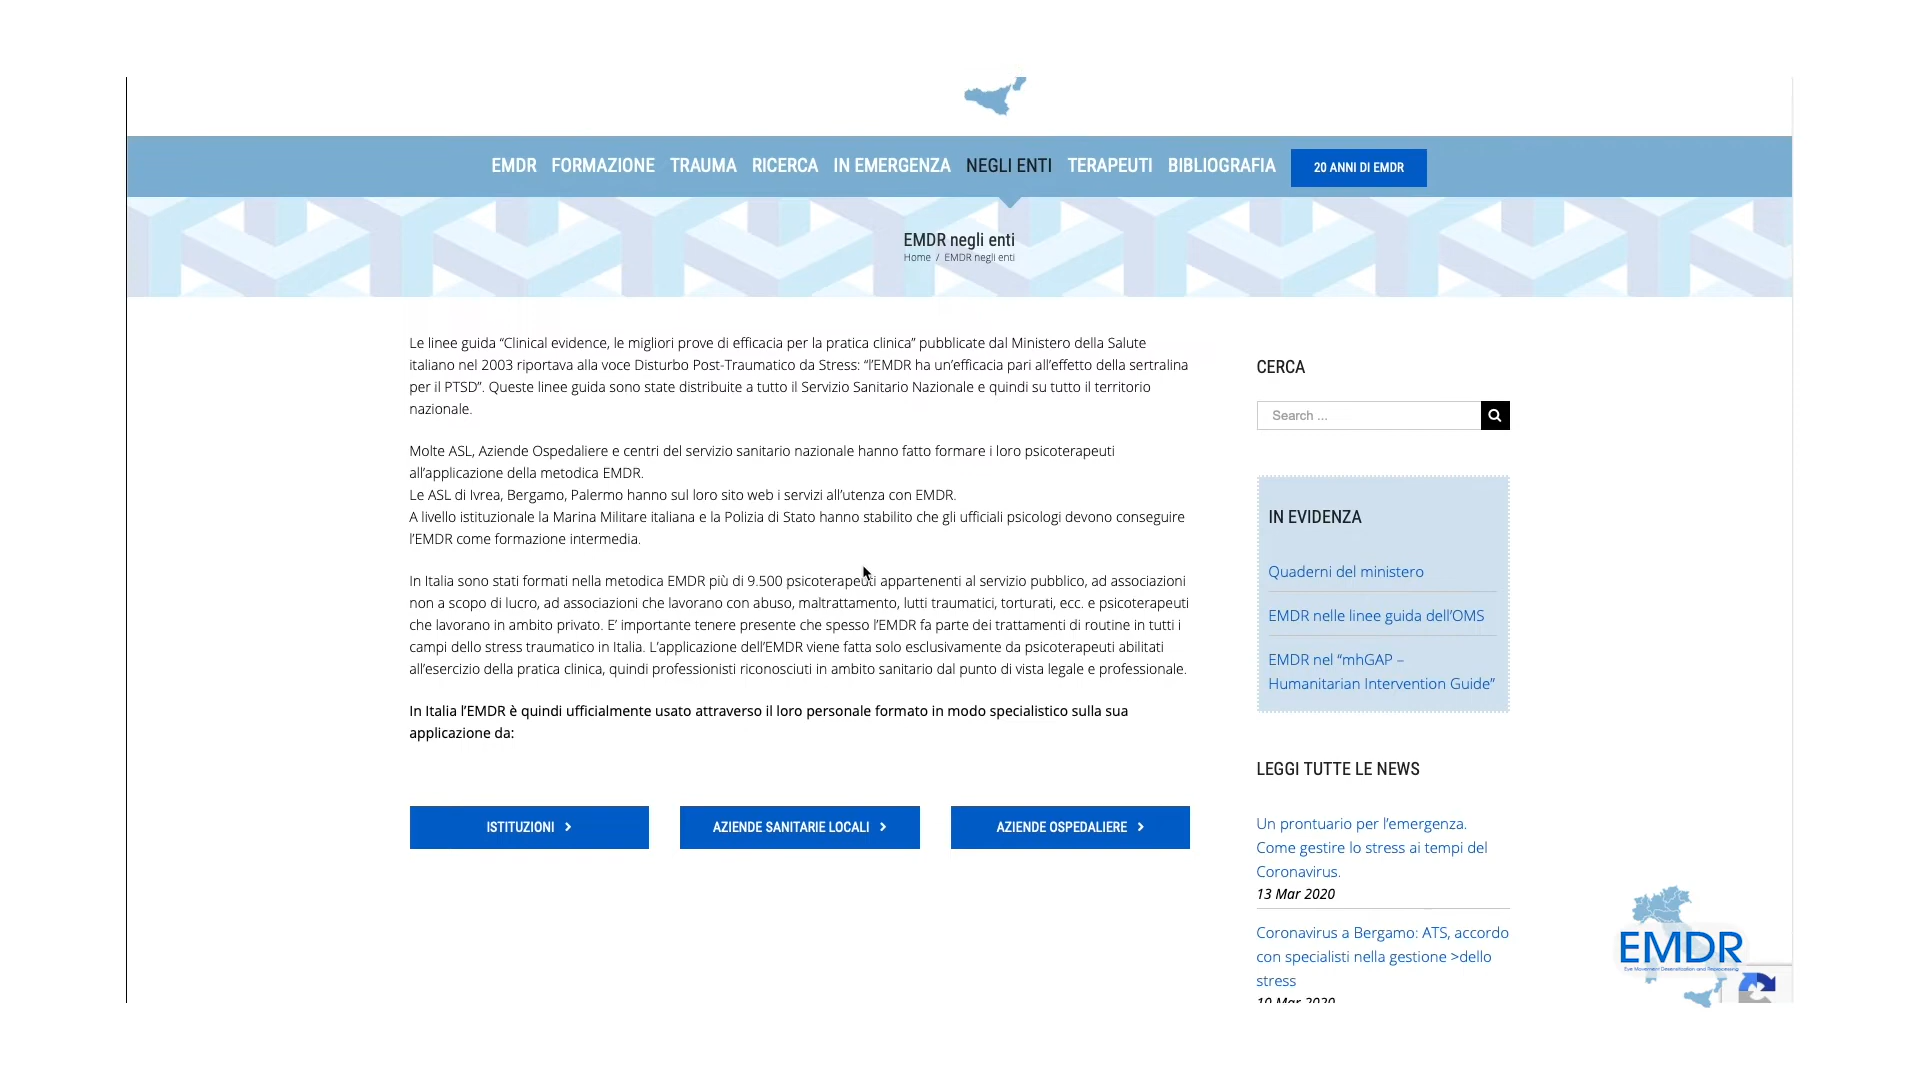 EMDR FORMAZIONE TRAUMA RICERCA IN EMERGENZA NEGLI ENTI TERAPEUTI BIBLIOGRAFIA 20 ANNI DI EMDR
EMDR negli enti
Home / EMDR negli enti
Le linee guida “Clinical evidence, le migliori prove di efficacia per la pratica clinica” pubblicate dal Ministero della Salute
italiano nel 2003 riportava alla voce Disturbo Post-Traumatico da Stress: “l’EMDR ha un’efficacia pari all’effetto della sertralina
per il PTSD”. Queste linee guida sono state distribuite a tutto il Servizio Sanitario Nazionale e quindi su tutto il territorio
nazionale.
Molte ASL, Aziende Ospedaliere e centri del servizio sanitario nazionale hanno fatto formare i loro psicoterapeuti
all’applicazione della metodica EMDR.
Le ASL di Ivrea, Bergamo, Palermo hanno sul loro sito web i servizi all’utenza con EMDR.
A livello istituzionale la Marina Militare italiana e la Polizia di Stato hanno stabilito che gli ufficiali psicologi devono conseguire
l’EMDR come formazione intermedia.
In Italia sono stati formati nella metodica EMDR più di 9.500 psicoterapeuti appartenenti al servizio pubblico, ad associazioni
non a scopo di lucro, ad associazioni che lavorano con abuso, maltrattamento, lutti traumatici, torturati, ecc. e psicoterapeuti
che lavorano in ambito privato. E’ importante tenere presente che spesso l’EMDR fa parte dei trattamenti di routine in tutti i
campi dello stress traumatico in Italia. L’applicazione dell’EMDR viene fatta solo esclusivamente da psicoterapeuti abilitati
all’esercizio della pratica clinica, quindi professionisti riconosciuti in ambito sanitario dal punto di vista legale e professionale.
In Italia l’EMDR è quindi ufficialmente usato attraverso il loro personale formato in modo specialistico sulla sua
applicazione da:
ISTITUZIONI
AZIENDE SANITARIE LOCALI
AZIENDE OSPEDALIERE
CERCA
Search ...
IN EVIDENZA
Quaderni del ministero
EMDR nelle linee guida dell’OMS
EMDR nel “mhGAP –
Humanitarian Intervention Guide”
LEGGI TUTTE LE NEWS
Un prontuario per l’emergenza.
Come gestire lo stress ai tempi del
Coronavirus.
13 Mar 2020
Coronavirus a Bergamo: ATS, accordo
con specialisti nella gestione >dello
stress
10 Mar 2020
EMDR
Eye Movement Desensitization and Reprocessing